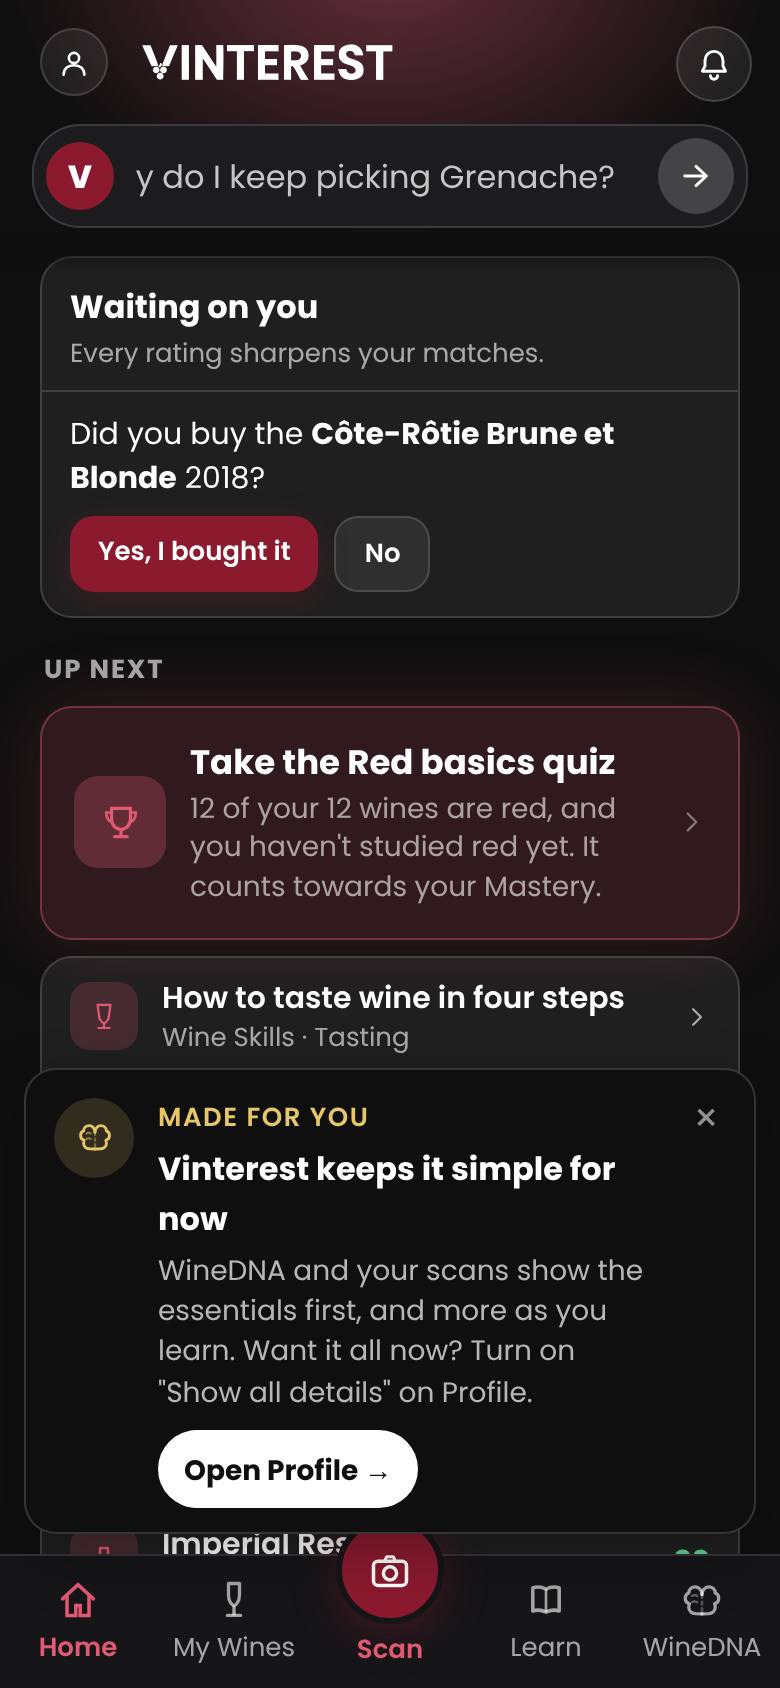 VINTEREST
V
y do I keep picking Grenache?
Waiting on you
Every rating sharpens your matches.
Did you buy the Côte-Rôtie Brune et
Blonde 2018?
Yes, I bought it
No
UP NEXT
Take the Red basics quiz
12 of your 12 wines are red, and
you haven't studied red yet. It
counts towards your Mastery.
How to taste wine in four steps
Wine Skills · Tasting
MADE FOR YOU
Vinterest keeps it simple for
now
WineDNA and your scans show the
essentials first, and more as you
learn. Want it all now? Turn on
"Show all details" on Profile.
Open Profile →
Imperial Res
Home
My Wines
Scan
Learn
WineDNA